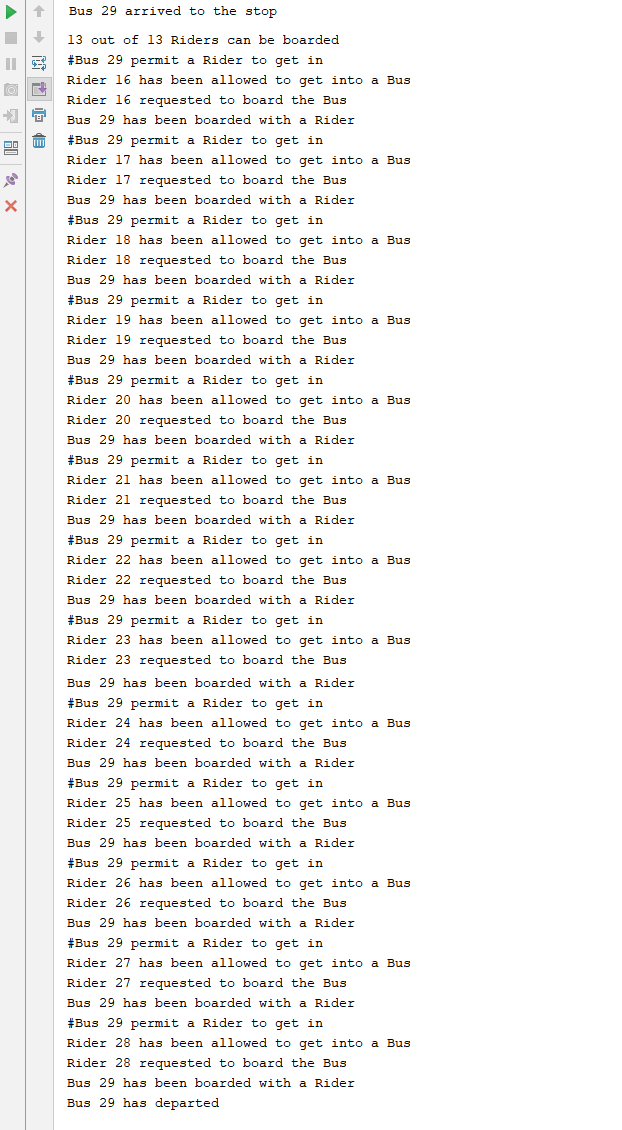 Bus 29 arrived to the stop
13 out of 13 Riders can be boarded
#Bus 29 permit a Rider to get in
Rider 16 has been allowed to get into a Bus
Rider 16 requested to board the Bus
Bus 29 has been boarded with a Rider
#Bus 29 permit a Rider to get in
Rider 17 has been allowed to get into a Bus
Rider 17 requested to board the Bus
Bus 29 has been boarded with a Rider
#Bus 29 permit a Rider to get in
Rider 18 has been allowed to get into a Bus
Rider 18 requested to board the Bus
Bus 29 has been boarded with a Rider
#Bus 29 permit a Rider to get in
Rider 19 has been allowed to get into a Bus
Rider 19 requested to board the Bus
Bus 29 has been boarded with a Rider
#Bus 29 permit a Rider to get in
Rider 20 has been allowed to get into a Bus
Rider 20 requested to board the Bus
Bus 29 has been boarded with a Rider
#Bus 29 permit a Rider to get in
Rider 21 has been allowed to get into a Bus
Rider 21 requested to board the Bus
Bus 29 has been boarded with a Rider
#Bus 29 permit a Rider to get in
Rider 22 has been allowed to get into a Bus
Rider 22 requested to board the Bus
Bus 29 has been boarded with a Rider
#Bus 29 permit a Rider to get in
Rider 23 has been allowed to get into a Bus
Rider 23 requested to board the Bus
Bus 29 has been boarded with a Rider
#Bus 29 permit a Rider to get in
Rider 24 has been allowed to get into a Bus
Rider 24 requested to board the Bus
Bus 29 has been boarded with a Rider
#Bus 29 permit a Rider to get in
Rider 25 has been allowed to get into a Bus
Rider 25 requested to board the Bus
Bus 29 has been boarded with a Rider
#Bus 29 permit a Rider to get in
Rider 26 has been allowed to get into a Bus
Rider 26 requested to board the Bus
Bus 29 has been boarded with a Rider
#Bus 29 permit a Rider to get in
Rider 27 has been allowed to get into a Bus
Rider 27 requested to board the Bus
Bus 29 has been boarded with a Rider
#Bus 29 permit a Rider to get in
Rider 28 has been allowed to get into a Bus
Rider 28 requested to board the Bus
Bus 29 has been boarded with a Rider
Bus 29 has departed